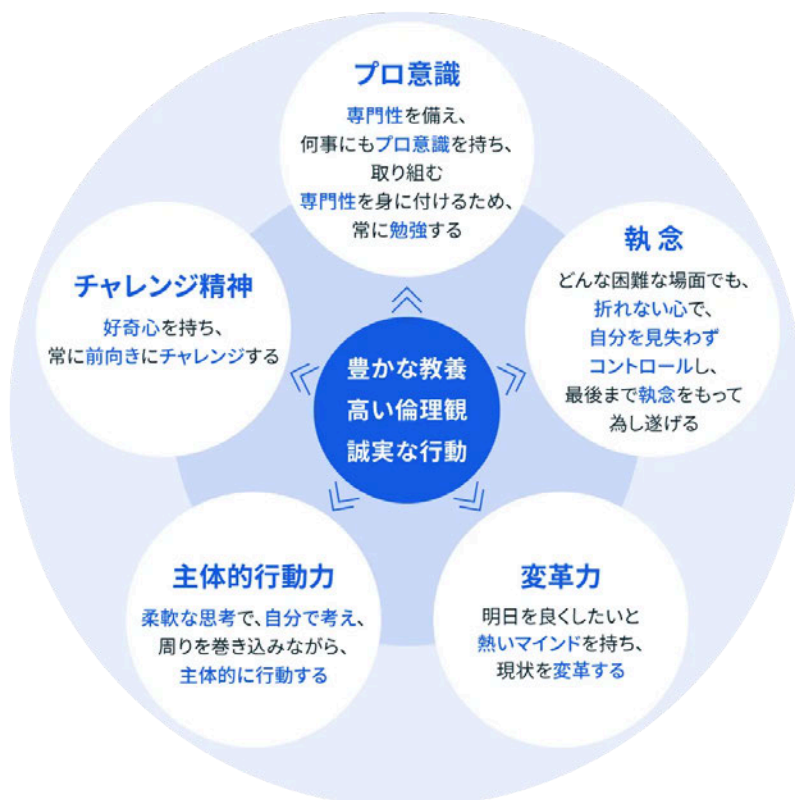 プロ意識
専門性を備え、
何事にもプロ意識を持ち、
取り組む
専門性を身に付けるため、
常に勉強する
チャレンジ精神
好奇心を持ち、
常に前向きにチャレンジする
執念
どんな困難な場面でも、
折れない心で、
自分を見失わず
コントロールし、
最後まで執念をもって
為し遂げる
豊かな教養
高い倫理観
誠実な行動
主体的行動力
柔軟な思考で、自分で考え、
周りを巻き込みながら、
主体的に行動する
変革力
明日を良くしたいと
熱いマインドを持ち、
現状を変革する